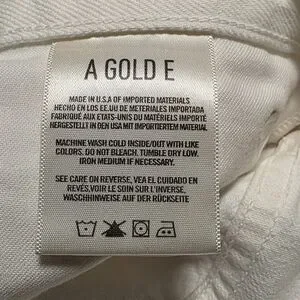 A GOLD E
MADE IN U.S.A OF IMPORTED MATERIALS
HECHO EN LOS EE.UU DE METERIALES IMPORTADA
FABRIQUÉ AUX ETATS-UNIS DU MATÉRIELS IMPORTÉ
HERGESTELLT IN DEN USA MIT IMPORTIERTEM MATERIAL
MACHINE WASH COLD INSIDE/OUT WITH LIKE
COLORS. DO NOT BLEACH. TUMBLE DRY LOW.
IRON MEDIUM IF NECESSARY.
SEE CARE ON REVERSE, VEA EL CUIDADO EN
REVÉS,VOIR LE SOIN SUR L'INVERSE,
WASCHHINWEISE AUF DER RÜCKSEITE